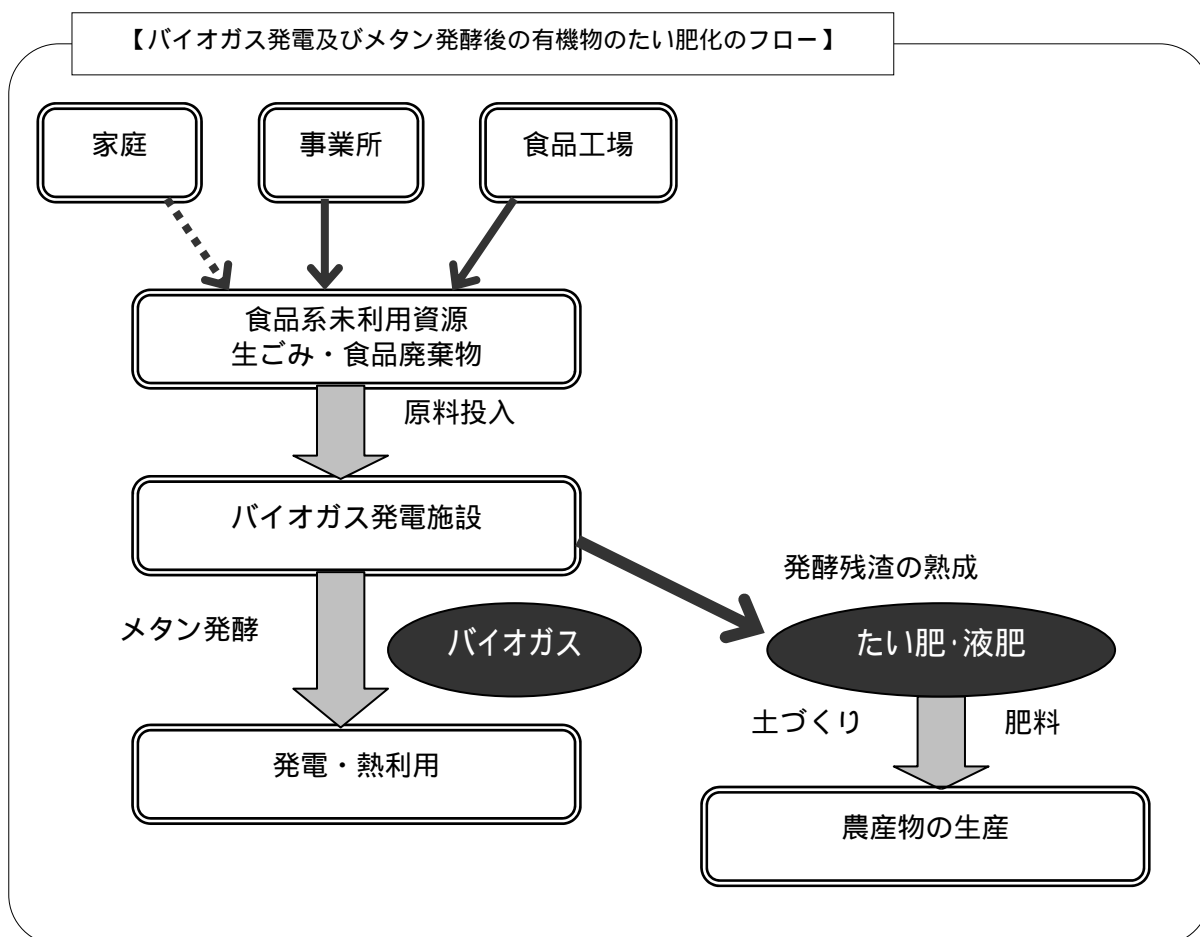 【バイオガス発電及びメタン発酵後の有機物のたい肥化のフロー】
家庭
事業所
食品工場
食品系未利用資源
生ごみ・食品廃棄物
原料投入
バイオガス発電施設
発酵残渣の熟成
メタン発酵
バイオガス
たい肥・液肥
土づくり
肥料
発電・熱利用
農産物の生産